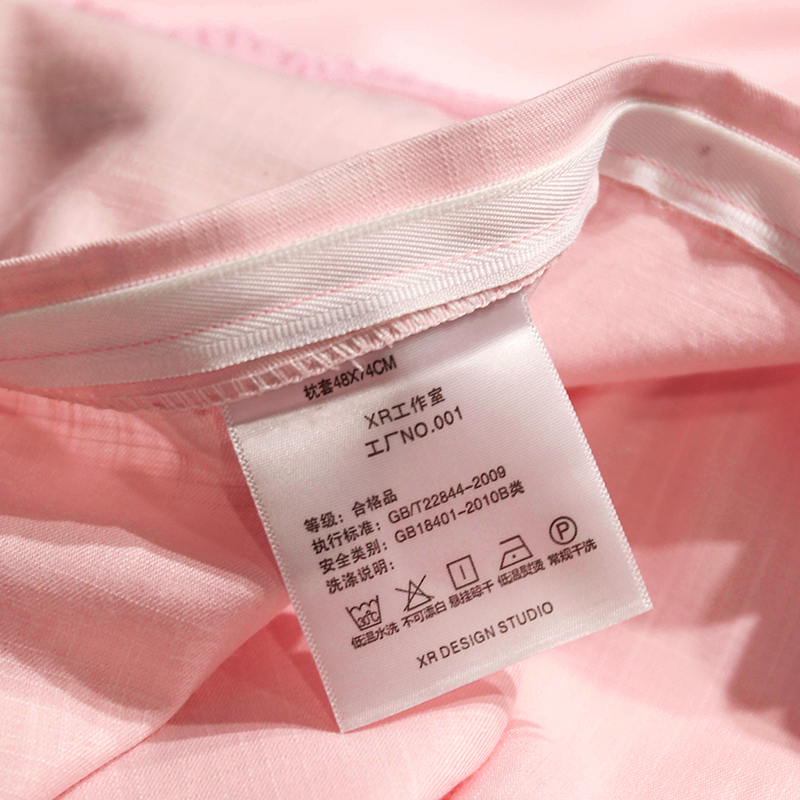 枕套48X74CM
XR工作室
工厂NO.001
等级：合格品
执行标准：GB/T22844-2009
安全类别：GB18401-2010B类
洗涤说明：
30℃
P
低温水洗 不可漂白 悬挂晾干 低温熨烫 常规干洗
XR DESIGN STUDIO